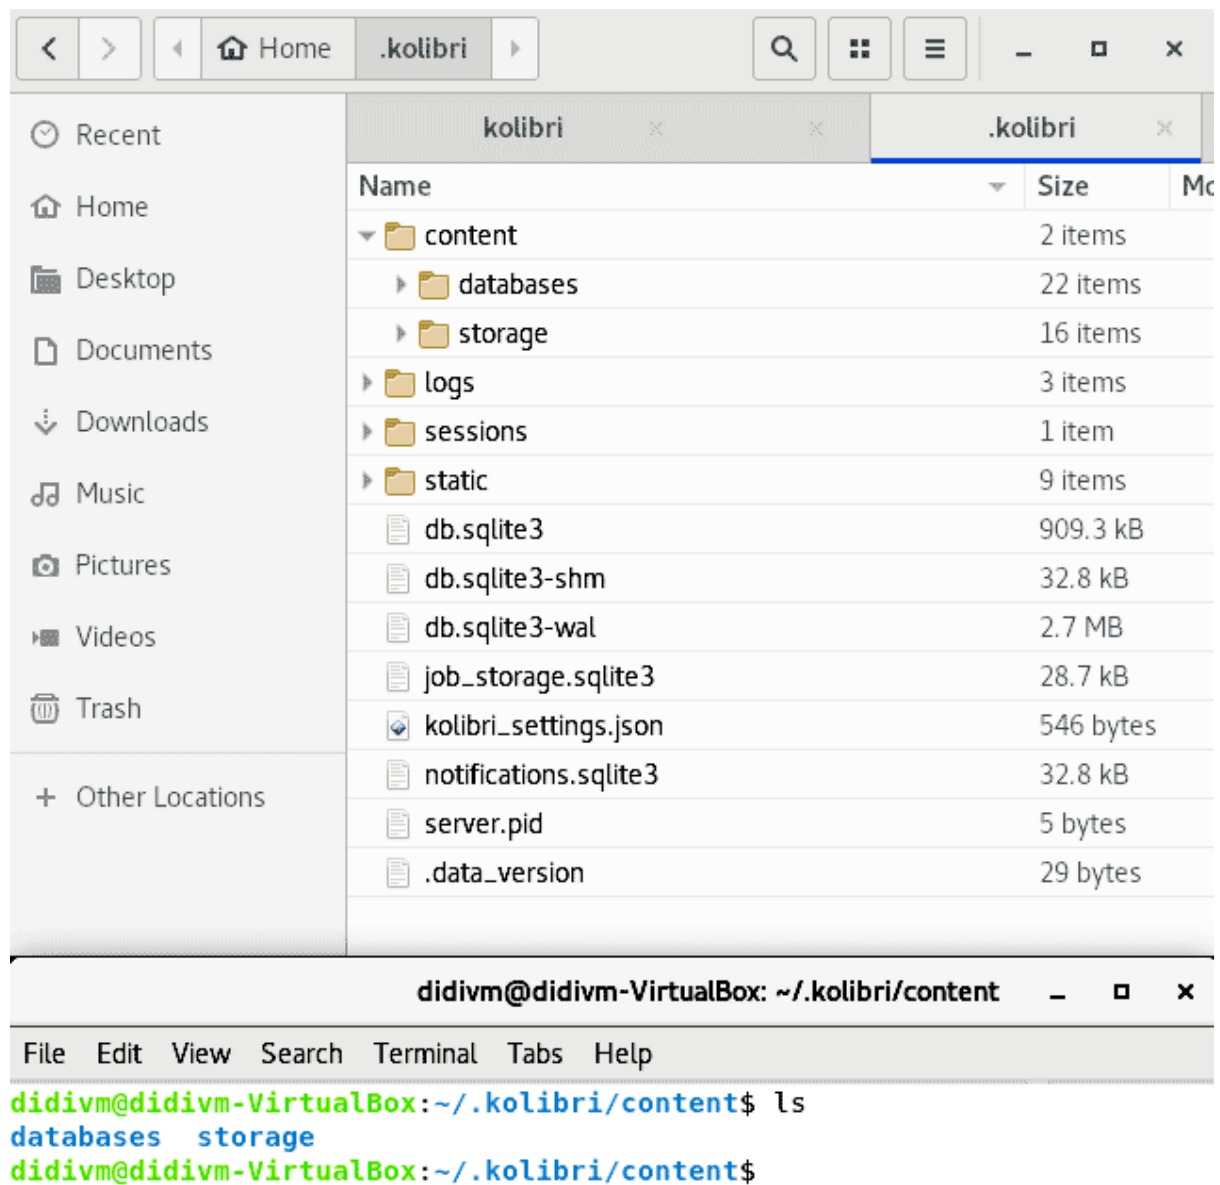 Home .kolibri
Recent
Home
Desktop
Documents
Downloads
Music
Pictures
Videos
Trash
Other Locations
kolibri .kolibri
Name Size Mo
content 2 items
databases 22 items
storage 16 items
logs 3 items
sessions 1 item
static 9 items
db.sqlite3 909.3 kB
db.sqlite3-shm 32.8 kB
db.sqlite3-wal 2.7 MB
job_storage.sqlite3 28.7 kB
kolibri_settings.json 546 bytes
notifications.sqlite3 32.8 kB
server.pid 5 bytes
.data_version 29 bytes
didivm@didivm-VirtualBox: ~/.kolibri/content
File Edit View Search Terminal Tabs Help
didivm@didivm-VirtualBox:~/.kolibri/content$ ls
databases storage
didivm@didivm-VirtualBox:~/.kolibri/content$